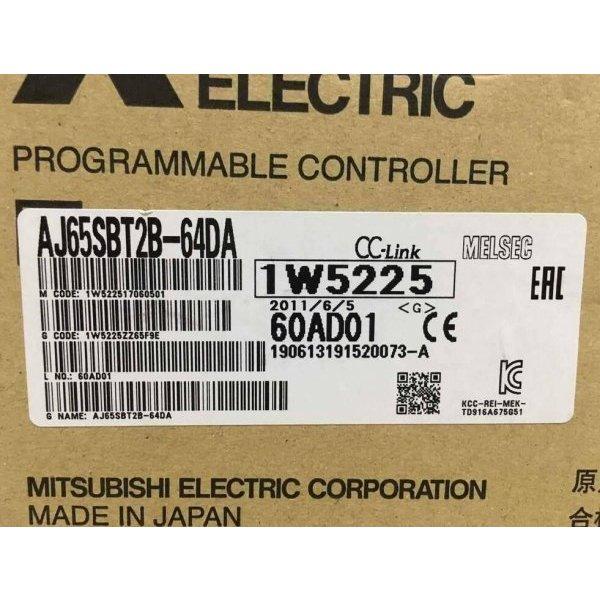 ELECTRIC
PROGRAMMABLE CONTROLLER
AJ65SBT2B-64DA
CC-Link
MELSEC
M CODE: 1W522517060501
1W5225
2011/6/5 <G>
EAC
G CODE: 1W5225ZZ65F9E
60AD01 CE
190613191520073-A
L NO.: 60AD01
G NAME: AJ65SBT2B-64DA
KCC-REI-MEK-
TD916A675G51
MITSUBISHI ELECTRIC CORPORATION
MADE IN JAPAN
原
合格